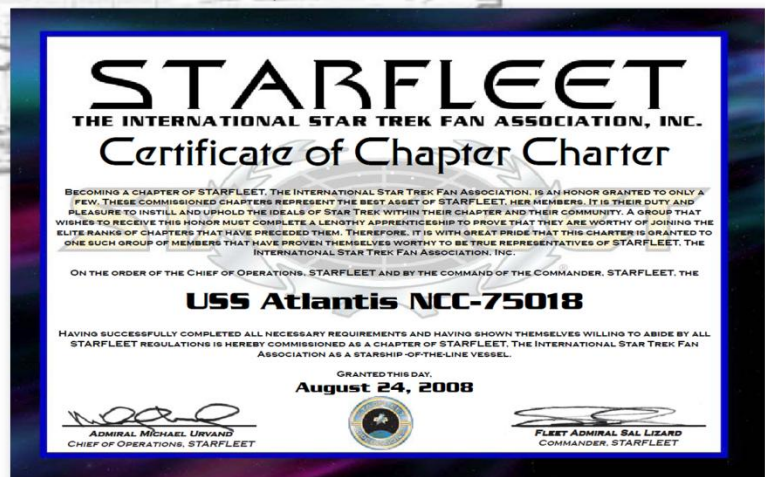 STARFLEET
THE INTERNATIONAL STAR TREK FAN ASSOCIATION, INC.
Certificate of Chapter Charter
BECOMING A CHAPTER OF STARFLEET, THE INTERNATIONAL STAR TREK FAN ASSOCIATION, IS AN HONOR GRANTED TO ONLY A
FEW. THESE COMMISSIONED CHAPTERS REPRESENT THE BEST ASSET OF STARFLEET, HER MEMBERS. IT IS THEIR DUTY AND
PLEASURE TO INSTILL AND UPHOLD THE IDEALS OF STAR TREK WITHIN THEIR CHAPTER AND THEIR COMMUNITY. A GROUP THAT
WISHES TO RECEIVE THIS HONOR MUST COMPLETE A LENGTHY APPRENTICESHIP TO PROVE THAT THEY ARE WORTHY OF JOINING THE
ELITE RANKS OF CHAPTERS THAT HAVE PRECEDED THEM. THEREFORE, IT IS WITH GREAT PRIDE THAT THIS CHARTER IS GRANTED TO
ONE SUCH GROUP OF MEMBERS THAT HAVE PROVEN THEMSELVES WORTHY TO BE TRUE REPRESENTATIVES OF STARFLEET, THE
INTERNATIONAL STAR TREK FAN ASSOCIATION, INC.
ON THE ORDER OF THE CHIEF OF OPERATIONS, STARFLEET AND BY THE COMMAND OF THE COMMANDER, STARFLEET, THE
USS Atlantis NCC-75018
HAVING SUCCESSFULLY COMPLETED ALL NECESSARY REQUIREMENTS AND HAVING SHOWN THEMSELVES WILLING TO ABIDE BY ALL
STARFLEET REGULATIONS IS HEREBY COMMISSIONED AS A CHAPTER OF STARFLEET, THE INTERNATIONAL STAR TREK FAN
ASSOCIATION AS A STARSHIP -OF-THE-LINE VESSEL.
GRANTED THIS DAY,
August 24, 2008
ADMIRAL MICHAEL URVAND
CHIEF OF OPERATIONS, STARFLEET
FLEET ADMIRAL SAL LIZARD
COMMANDER, STARFLEET